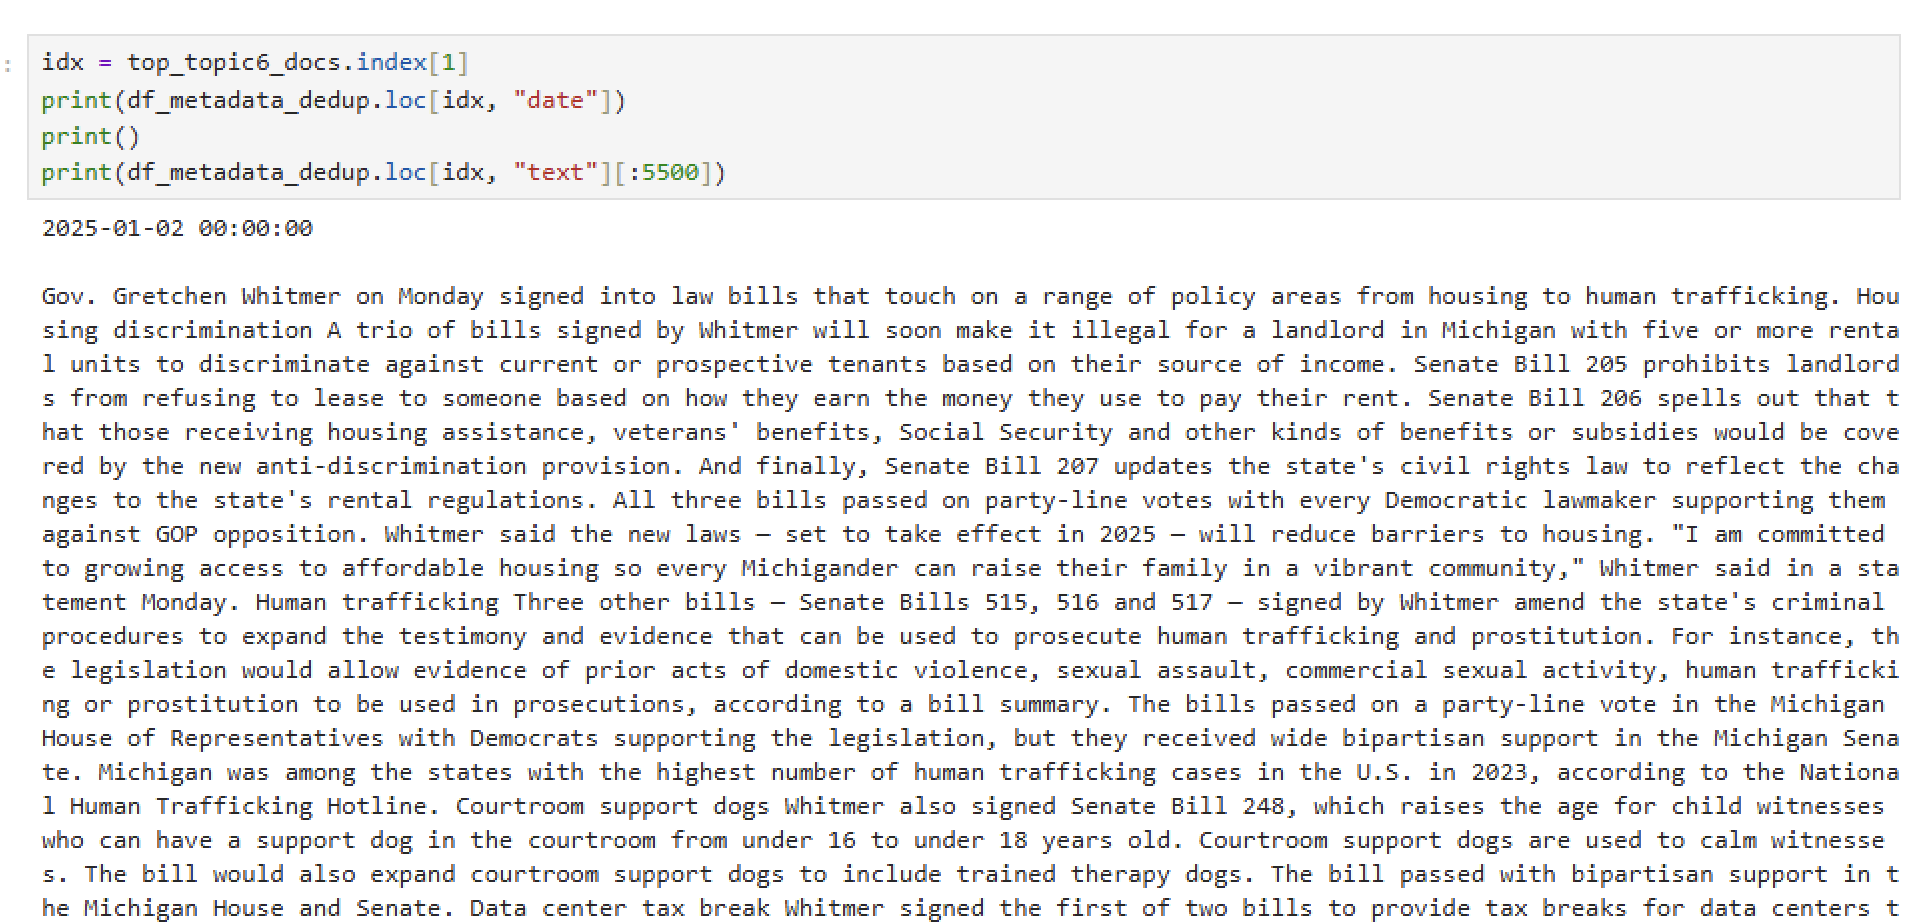 :
idx = top_topic6_docs.index[1]
print(df_metadata_dedup.loc[idx, "date"])
print()
print(df_metadata_dedup.loc[idx, "text"][:5500])
2025-01-02 00:00:00
Gov. Gretchen Whitmer on Monday signed into law bills that touch on a range of policy areas from housing to human trafficking. Hou
sing discrimination A trio of bills signed by Whitmer will soon make it illegal for a landlord in Michigan with five or more renta
l units to discriminate against current or prospective tenants based on their source of income. Senate Bill 205 prohibits landlord
s from refusing to lease to someone based on how they earn the money they use to pay their rent. Senate Bill 206 spells out that t
hat those receiving housing assistance, veterans' benefits, Social Security and other kinds of benefits or subsidies would be cove
red by the new anti-discrimination provision. And finally, Senate Bill 207 updates the state's civil rights law to reflect the cha
nges to the state's rental regulations. All three bills passed on party-line votes with every Democratic lawmaker supporting them
against GOP opposition. Whitmer said the new laws — set to take effect in 2025 — will reduce barriers to housing. "I am committed
to growing access to affordable housing so every Michigander can raise their family in a vibrant community," Whitmer said in a sta
tement Monday. Human trafficking Three other bills — Senate Bills 515, 516 and 517 — signed by Whitmer amend the state's criminal
procedures to expand the testimony and evidence that can be used to prosecute human trafficking and prostitution. For instance, th
e legislation would allow evidence of prior acts of domestic violence, sexual assault, commercial sexual activity, human trafficki
ng or prostitution to be used in prosecutions, according to a bill summary. The bills passed on a party-line vote in the Michigan
House of Representatives with Democrats supporting the legislation, but they received wide bipartisan support in the Michigan Sena
te. Michigan was among the states with the highest number of human trafficking cases in the U.S. in 2023, according to the Nationa
l Human Trafficking Hotline. Courtroom support dogs Whitmer also signed Senate Bill 248, which raises the age for child witnesses
who can have a support dog in the courtroom from under 16 to under 18 years old. Courtroom support dogs are used to calm witnesse
s. The bill would also expand courtroom support dogs to include trained therapy dogs. The bill passed with bipartisan support in t
he Michigan House and Senate. Data center tax break Whitmer signed the first of two bills to provide tax breaks for data centers t